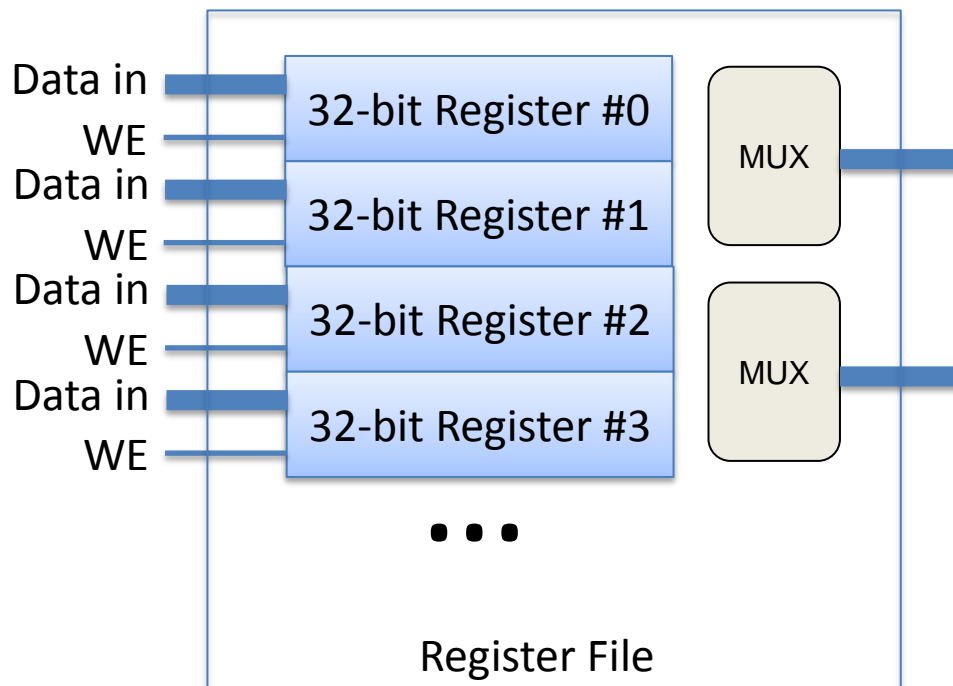 Data in
32-bit Register #0
WE
MUX
Data in
32-bit Register #1
WE
Data in
32-bit Register #2
WE
MUX
Data in
32-bit Register #3
WE
...
Register File